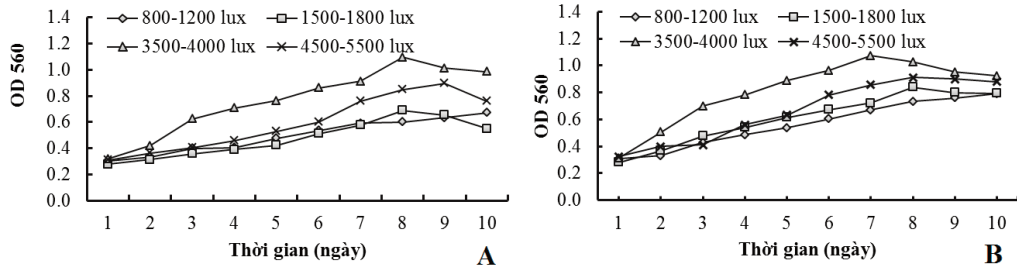 800-1200 lux 1500-1800 lux
3500-4000 lux 4500-5500 lux
1.4
1.2
1.0
0.8
0.6
0.4
0.2
0.0
OD 560
1 2 3 4 5 6 7 8 9 10
Thời gian (ngày)
A
800-1200 lux 1500-1800 lux
3500-4000 lux 4500-5500 lux
1.4
1.2
1.0
0.8
0.6
0.4
0.2
0.0
OD 560
1 2 3 4 5 6 7 8 9 10
Thời gian (ngày)
B